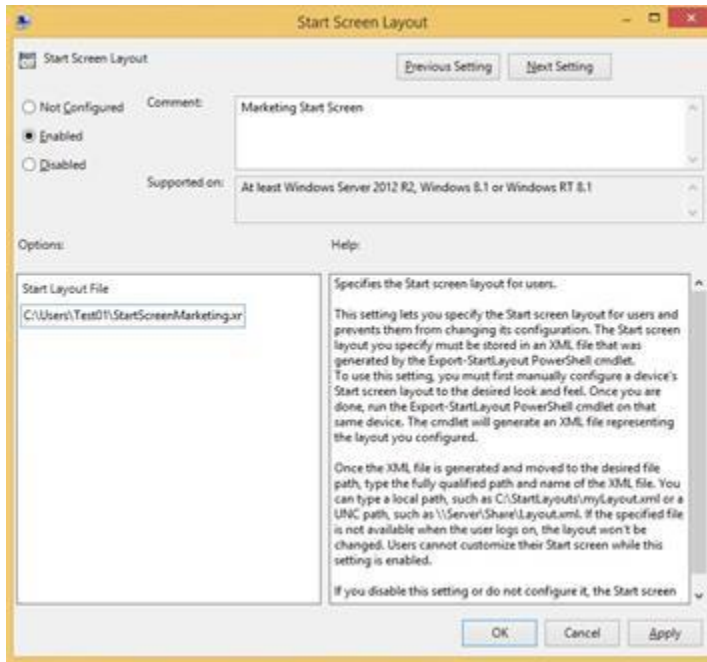 Start Screen Layout
Start Screen Layout
Previous Setting
Next Setting
Not Configured
Comment:
Marketing Start Screen
Enabled
Disabled
Supported on:
At least Windows Server 2012 R2, Windows 8.1 or Windows RT 8.1
Options:
Help:
Start Layout File
C:\Users\Test01\StartScreenMarketing.xr
Specifies the Start screen layout for users.
This setting lets you specify the Start screen layout for users and
prevents them from changing its configuration. The Start screen
layout you specify must be stored in an XML file that was
generated by the Export-StartLayout PowerShell cmdlet.
To use this setting, you must first manually configure a device's
Start screen layout to the desired look and feel. Once you are
done, run the Export-StartLayout PowerShell cmdlet on that
same device. The cmdlet will generate an XML file representing
the layout you configured.
Once the XML file is generated and moved to the desired file
path, type the fully qualified path and name of the XML file. You
can type a local path, such as C:\StartLayouts\myLayout.xml or a
UNC path, such as \\Server\Share\Layout.xml. If the specified file
is not available when the user logs on, the layout won't be
changed. Users cannot customize their Start screen while this
setting is enabled.
If you disable this setting or do not configure it, the Start screen
OK
Cancel
Apply